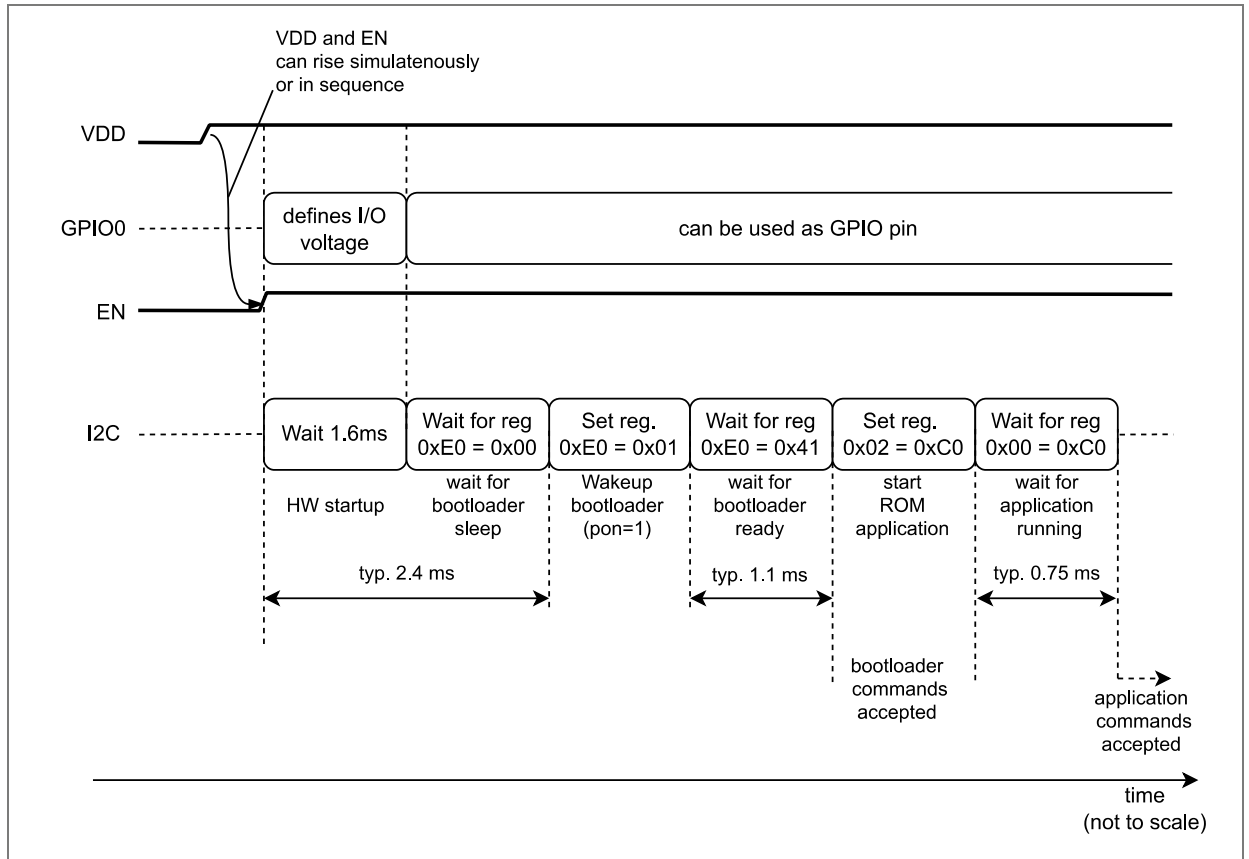 VDD and EN
can rise simulatenously
or in sequence
VDD
GPIO0
defines I/O
voltage
can be used as GPIO pin
EN
I2C
Wait 1.6ms
Wait for reg
0xE0 = 0x00
Set reg.
0xE0 = 0x01
Wait for reg
0xE0 = 0x41
Set reg.
0x02 = 0xC0
Wait for reg
0x00 = 0xC0
HW startup
wait for
bootloader
sleep
Wakeup
bootloader
(pon=1)
wait for
bootloader
ready
start
ROM
application
wait for
application
running
typ. 2.4 ms
typ. 1.1 ms
typ. 0.75 ms
bootloader
commands
accepted
application
commands
accepted
time
(not to scale)